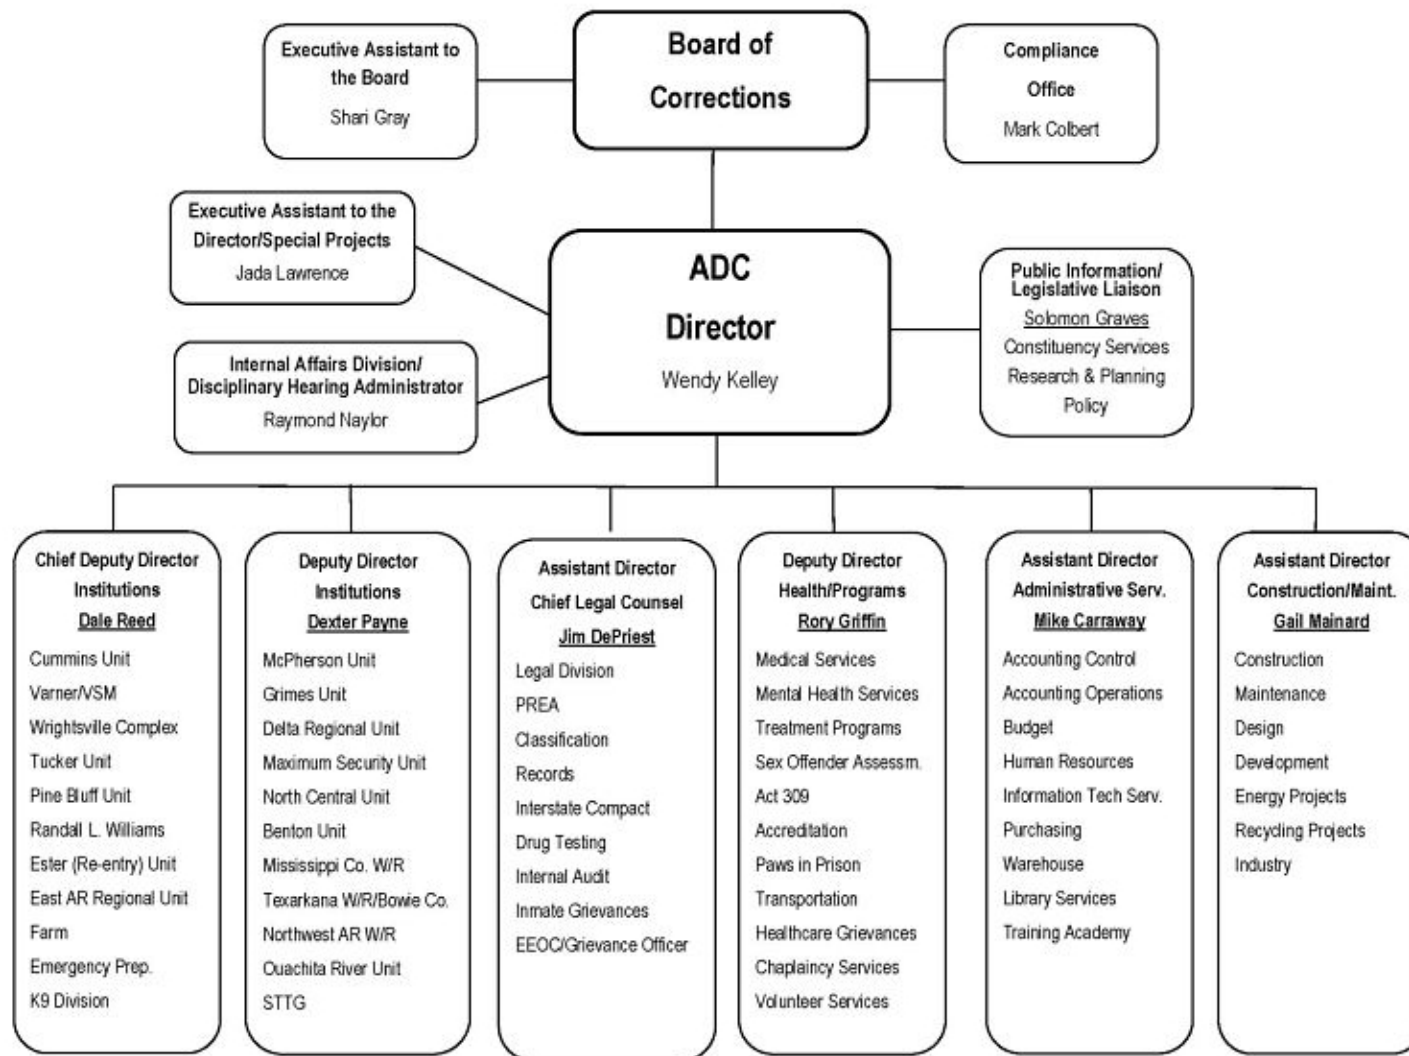 Executive Assistant to
the Board
Shari Gray
Board of
Corrections
Compliance
Office
Mark Colbert
Executive Assistant to the
Director/Special Projects
Jada Lawrence
Internal Affairs Division/
Disciplinary Hearing Administrator
Raymond Naylor
ADC
Director
Wendy Kelley
Public Information/
Legislative Liaison
Solomon Graves
Constituency Services
Research & Planning
Policy
Chief Deputy Director
Institutions
Dale Reed
Cummins Unit
Varner/VSM
Wrightsville Complex
Tucker Unit
Pine Bluff Unit
Randall L. Williams
Ester (Re-entry) Unit
East AR Regional Unit
Farm
Emergency Prep.
K9 Division
Deputy Director
Institutions
Dexter Payne
McPherson Unit
Grimes Unit
Delta Regional Unit
Maximum Security Unit
North Central Unit
Benton Unit
Mississippi Co. W/R
Texarkana W/R/Bowie Co.
Northwest AR W/R
Ouachita River Unit
STTG
Assistant Director
Chief Legal Counsel
Jim DePriest
Legal Division
PREA
Classification
Records
Interstate Compact
Drug Testing
Internal Audit
Inmate Grievances
EEOC/Grievance Officer
Deputy Director
Health/Programs
Rory Griffin
Medical Services
Mental Health Services
Treatment Programs
Sex Offender Assessm.
Act 309
Accreditation
Paws in Prison
Transportation
Healthcare Grievances
Chaplaincy Services
Volunteer Services
Assistant Director
Administrative Serv.
Mike Carraway
Accounting Control
Accounting Operations
Budget
Human Resources
Information Tech Serv.
Purchasing
Warehouse
Library Services
Training Academy
Assistant Director
Construction/Maint.
Gail Mainard
Construction
Maintenance
Design
Development
Energy Projects
Recycling Projects
Industry